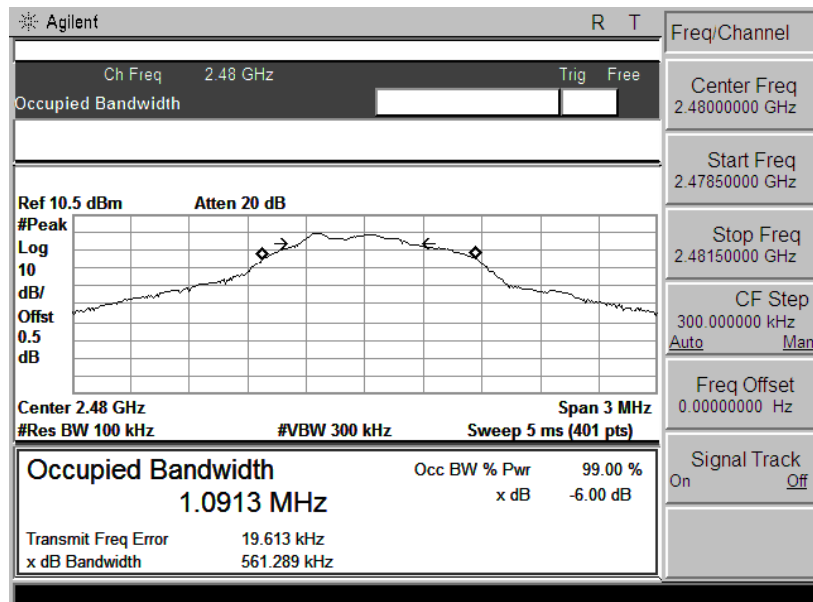 Agilent R T
Freq/Channel
Ch Freq 2.48 GHz Trig Free
Occupied Bandwidth
Center Freq
2.48000000 GHz
Start Freq
2.47850000 GHz
Stop Freq
2.48150000 GHz
CF Step
300.000000 kHz
Auto Man
Freq Offset
0.00000000 Hz
Signal Track
On Off
Ref 10.5 dBm Atten 20 dB
#Peak
Log
10
dB/
Offst
0.5
dB
Center 2.48 GHz Span 3 MHz
#Res BW 100 kHz #VBW 300 kHz Sweep 5 ms (401 pts)
Occupied Bandwidth Occ BW % Pwr 99.00 %
1.0913 MHz x dB -6.00 dB
Transmit Freq Error 19.613 kHz
x dB Bandwidth 561.289 kHz